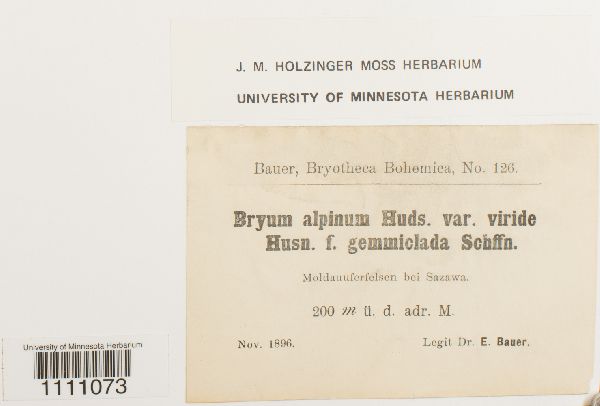 J. M. HOLZINGER MOSS HERBARIUM
UNIVERSITY OF MINNESOTA HERBARIUM
Bauer, Bryotheca Bohemica, No. 126.
Bryum alpinum Huds. var. viride
Husn. f. gemmiclada Schffn.
Moldauuferfelsen bei Sazawa.
200 m ü. d. adr. M.
Nov. 1896. Legit Dr. E. Bauer.
University of Minnesota Herbarium
1111073